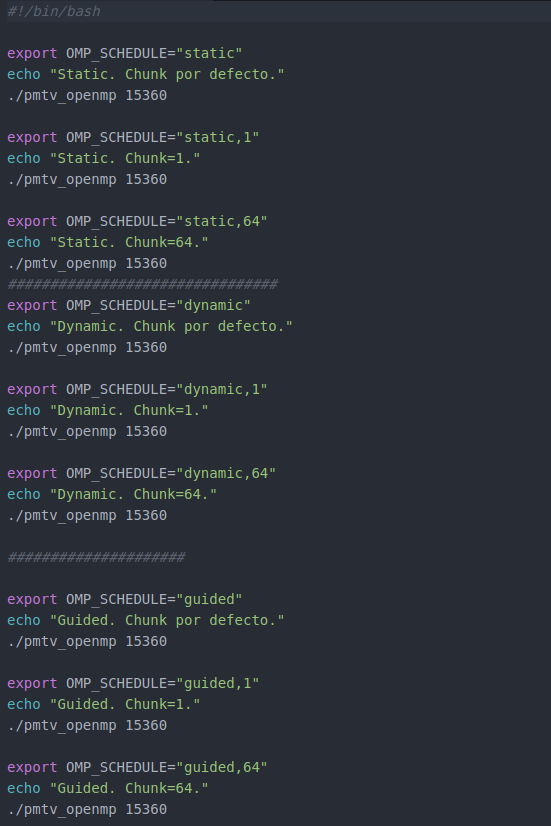 #!/bin/bash
export OMP_SCHEDULE="static"
echo "Static. Chunk por defecto."
./pmtv_openmp 15360
export OMP_SCHEDULE="static,1"
echo "Static. Chunk=1."
./pmtv_openmp 15360
export OMP_SCHEDULE="static,64"
echo "Static. Chunk=64."
./pmtv_openmp 15360
################################
export OMP_SCHEDULE="dynamic"
echo "Dynamic. Chunk por defecto."
./pmtv_openmp 15360
export OMP_SCHEDULE="dynamic,1"
echo "Dynamic. Chunk=1."
./pmtv_openmp 15360
export OMP_SCHEDULE="dynamic,64"
echo "Dynamic. Chunk=64."
./pmtv_openmp 15360
#####################
export OMP_SCHEDULE="guided"
echo "Guided. Chunk por defecto."
./pmtv_openmp 15360
export OMP_SCHEDULE="guided,1"
echo "Guided. Chunk=1."
./pmtv_openmp 15360
export OMP_SCHEDULE="guided,64"
echo "Guided. Chunk=64."
./pmtv_openmp 15360